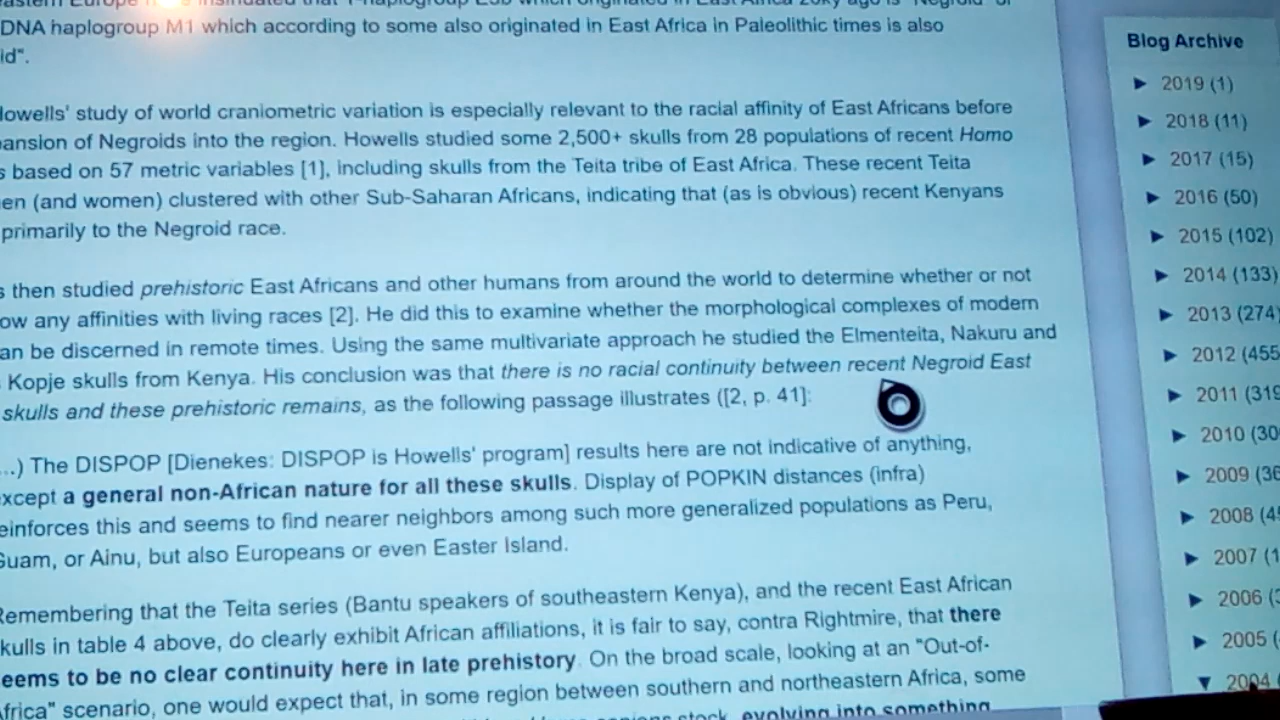 DNA haplogroup M1 which according to some also originated in East Africa in Paleolithic times is also
id".
Howells' study of world craniometric variation is especially relevant to the racial affinity of East Africans before
ansion of Negroids into the region. Howells studied some 2,500+ skulls from 28 populations of recent Homo
s based on 57 metric variables [1], including skulls from the Teita tribe of East Africa. These recent Teita
en (and women) clustered with other Sub-Saharan Africans, indicating that (as is obvious) recent Kenyans
primarily to the Negroid race.
s then studied prehistoric East Africans and other humans from around the world to determine whether or not
ow any affinities with living races [2]. He did this to examine whether the morphological complexes of modern
an be discerned in remote times. Using the same multivariate approach he studied the Elmenteita, Nakuru and
Kopje skulls from Kenya. His conclusion was that there is no racial continuity between recent Negroid East
skulls and these prehistoric remains, as the following passage illustrates ([2, p. 41]:
...) The DISPOP [Dienekes: DISPOP is Howells' program] results here are not indicative of anything,
except a general non-African nature for all these skulls. Display of POPKIN distances (infra)
reinforces this and seems to find nearer neighbors among such more generalized populations as Peru,
Guam, or Ainu, but also Europeans or even Easter Island.
Remembering that the Teita series (Bantu speakers of southeastern Kenya), and the recent East African
skulls in table 4 above, do clearly exhibit African affiliations, it is fair to say, contra Rightmire, that there
seems to be no clear continuity here in late prehistory. On the broad scale, looking at an "Out-of-
Africa" scenario, one would expect that, in some region between southern and northeastern Africa, some
stock, evolving into something
Blog Archive
► 2019 (1)
► 2018 (11)
► 2017 (15)
► 2016 (50)
► 2015 (102)
► 2014 (133)
► 2013 (274)
► 2012 (455
► 2011 (319
► 2010 (30
► 2009 (36
► 2008 (4
► 2007 (1
► 2006 (
► 2005 (
▼ 2004 (